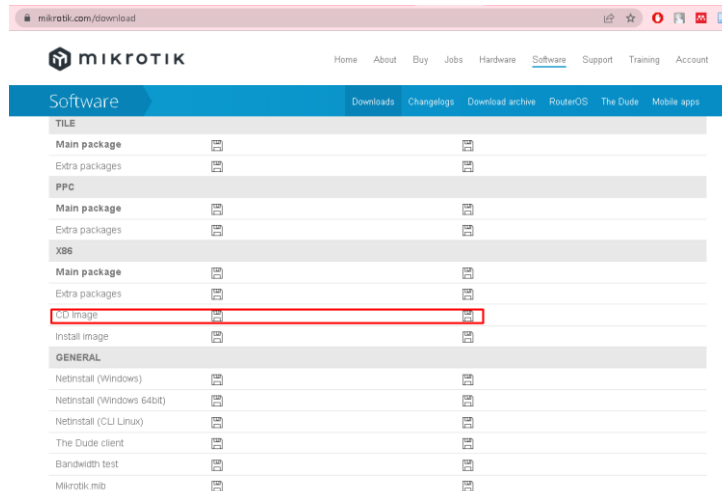 mikrotik.com/download
MIKROTIK
Home About Buy Jobs Hardware Software Support Training Account
Software
Downloads Changelogs Download archive RouterOS The Dude Mobile apps
TILE
Main package
Extra packages
PPC
Main package
Extra packages
X86
Main package
Extra packages
CD Image
Install image
GENERAL
Netinstall (Windows)
Netinstall (Windows 64bit)
Netinstall (CLI Linux)
The Dude client
Bandwidth test
Mikrotik.mib